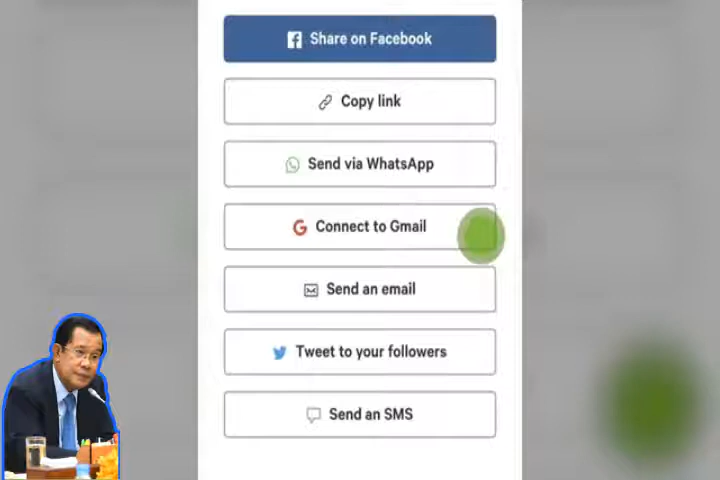 Share on Facebook
Copy link
Send via WhatsApp
Connect to Gmail
Send an email
Tweet to your followers
Send an SMS